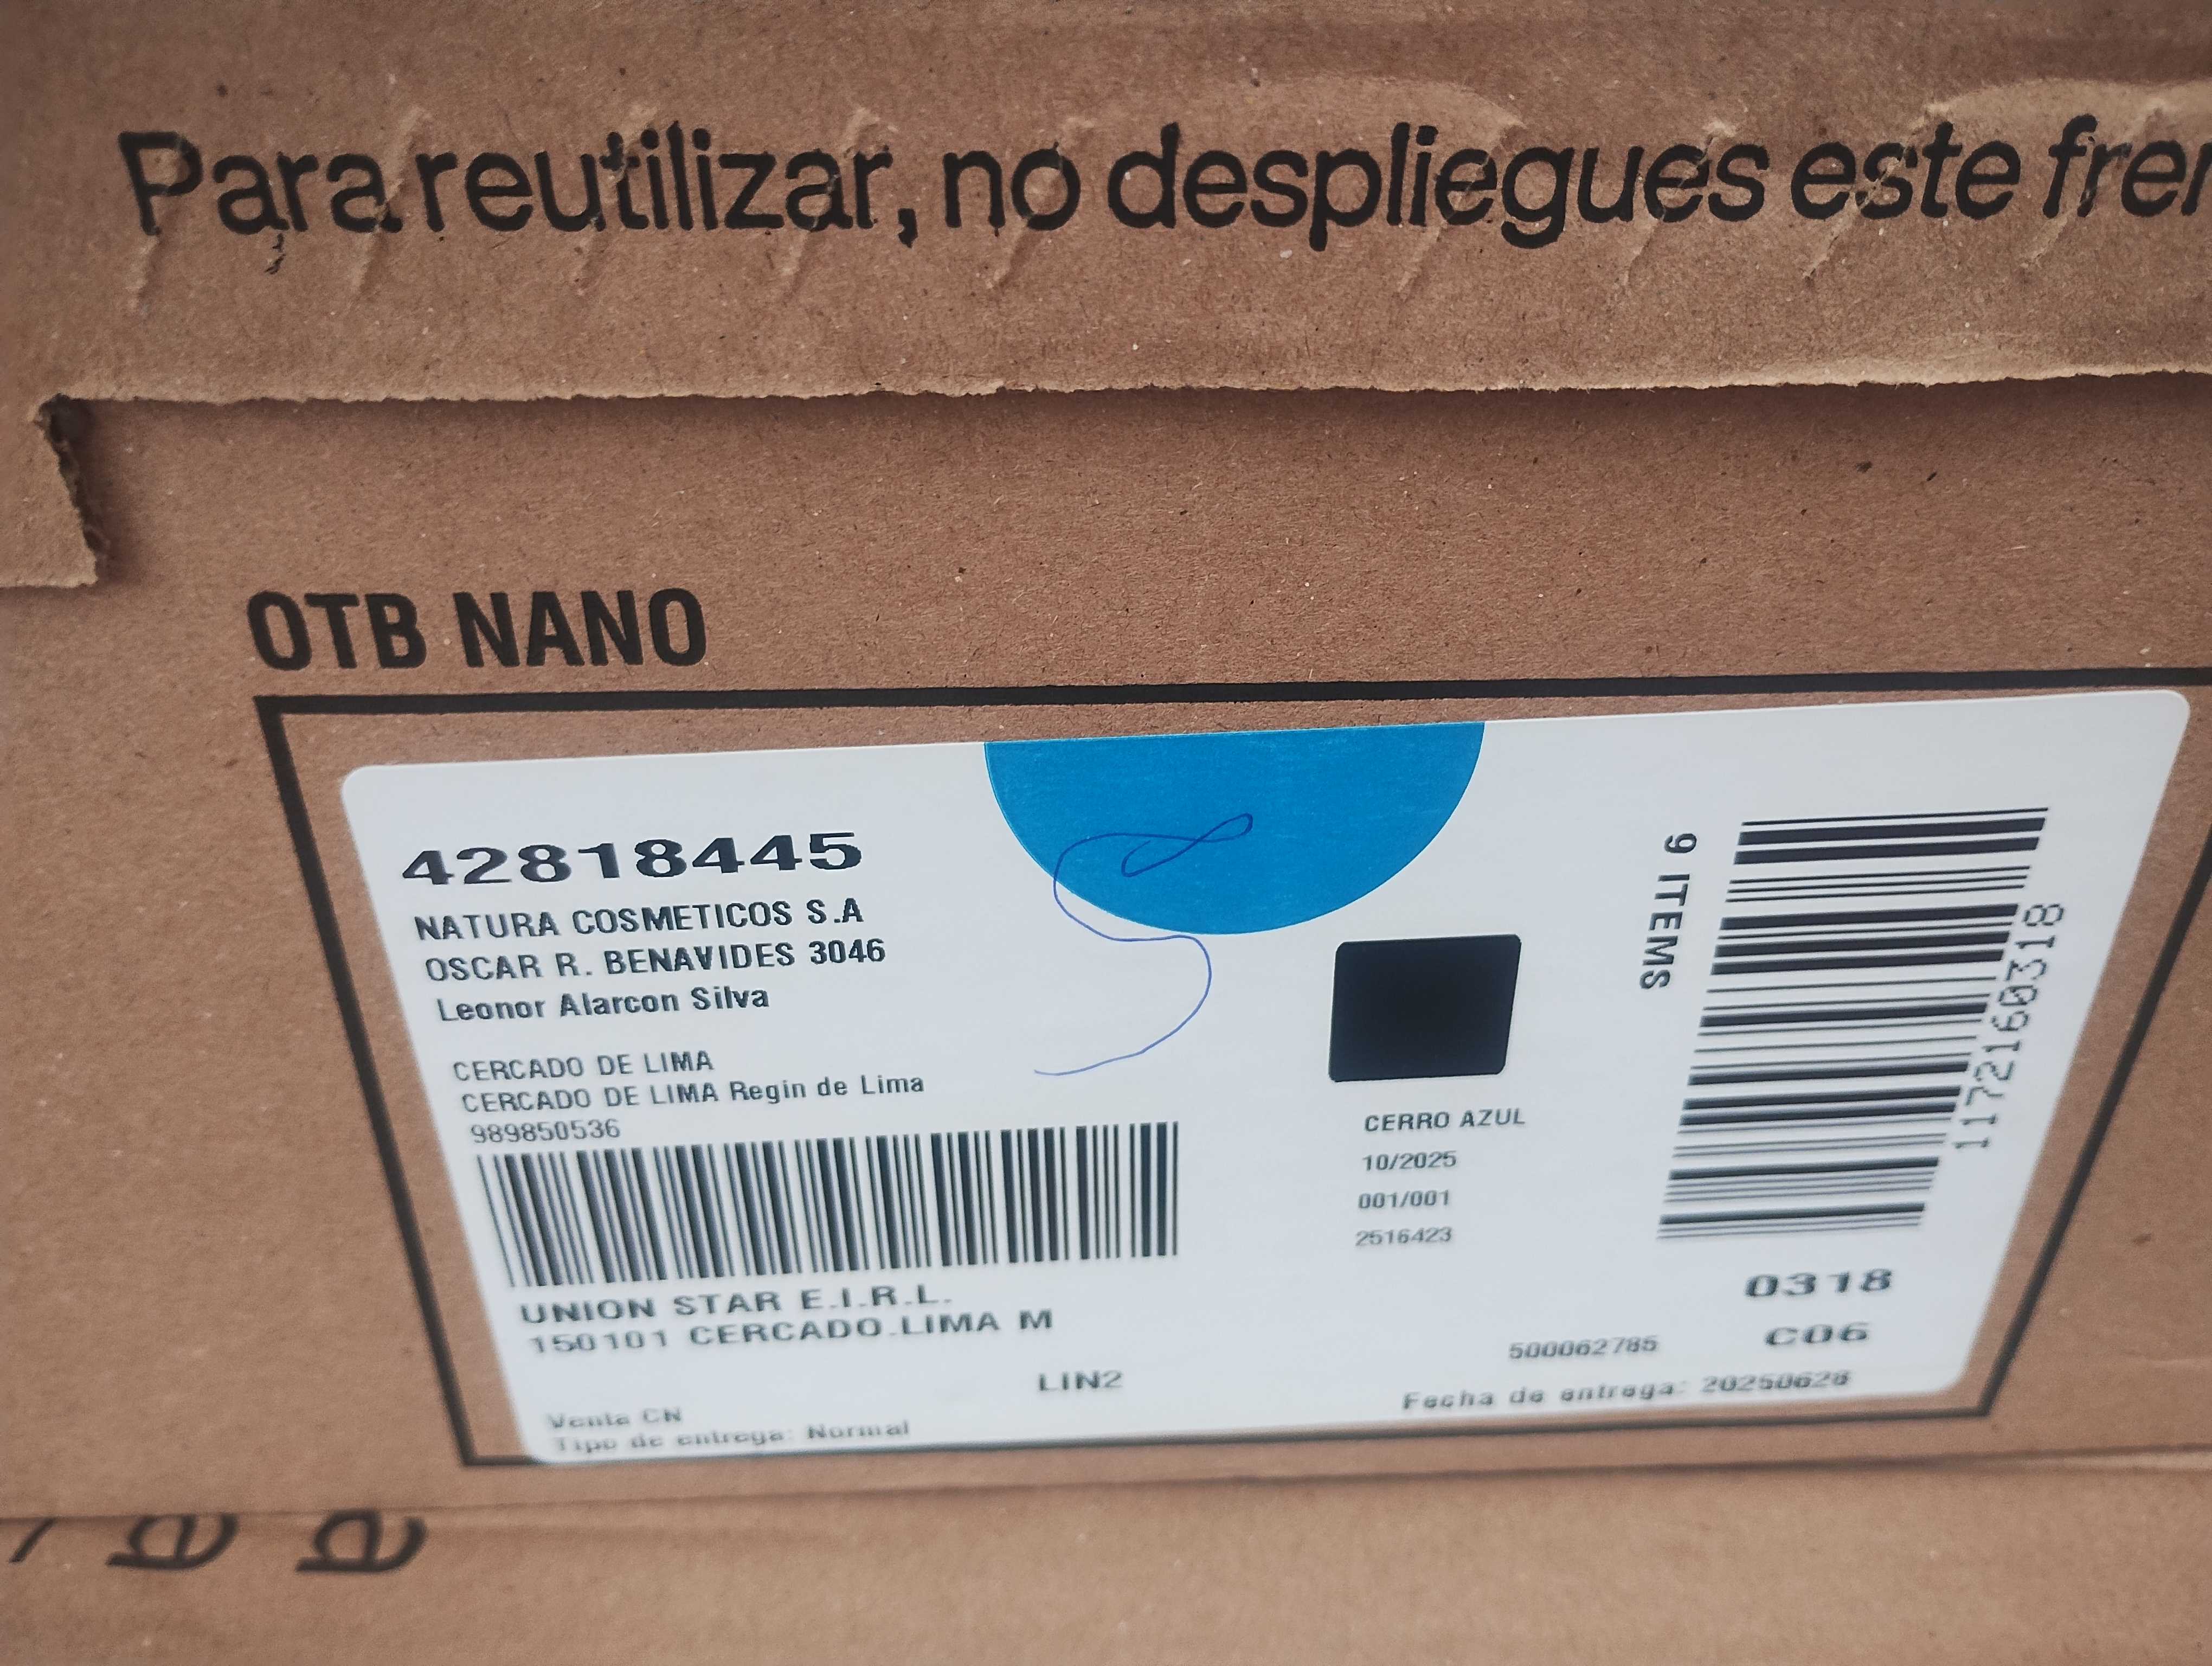 Para reutilizar, no despliegues este fren
OTB NANO
42818445
NATURA COSMETICOS S.A
OSCAR R. BENAVIDES 3046
Leonor Alarcon Silva
CERCADO DE LIMA
CERCADO DE LIMA Regin de Lima
989850536
UNION STAR E.I.R.L.
150101 CERCADO.LIMA M
LIN2
Venta CN
Tipo de entrega: Normal
CERRO AZUL
10/2025
001/001
2516423
9 ITEMS
1172160318
0318
C06
500062785
Fecha de entrega: 20250628